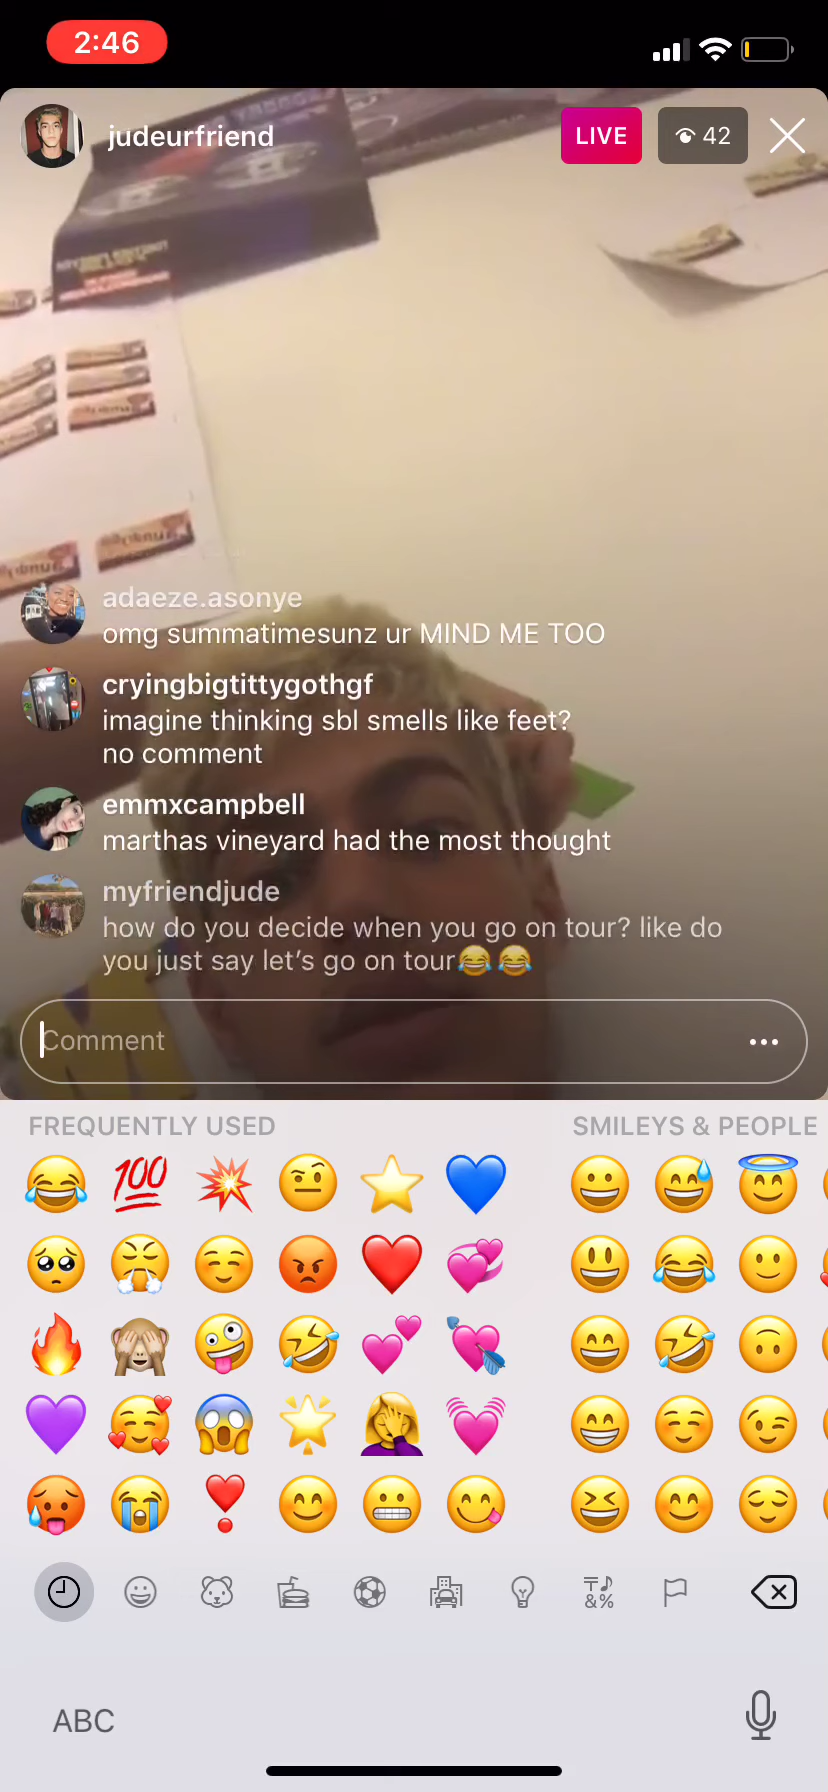 2:46
judeurfriend
LIVE
42
adaeze.asonye
omg summatimesunz ur MIND ME TOO
cryingbigtittygothgf
imagine thinking sbl smells like feet?
no comment
emmxcampbell
marthas vineyard had the most thought
myfriendjude
how do you decide when you go on tour? like do
you just say let's go on tour😂😂
Comment
FREQUENTLY USED
SMILEYS & PEOPLE
ABC